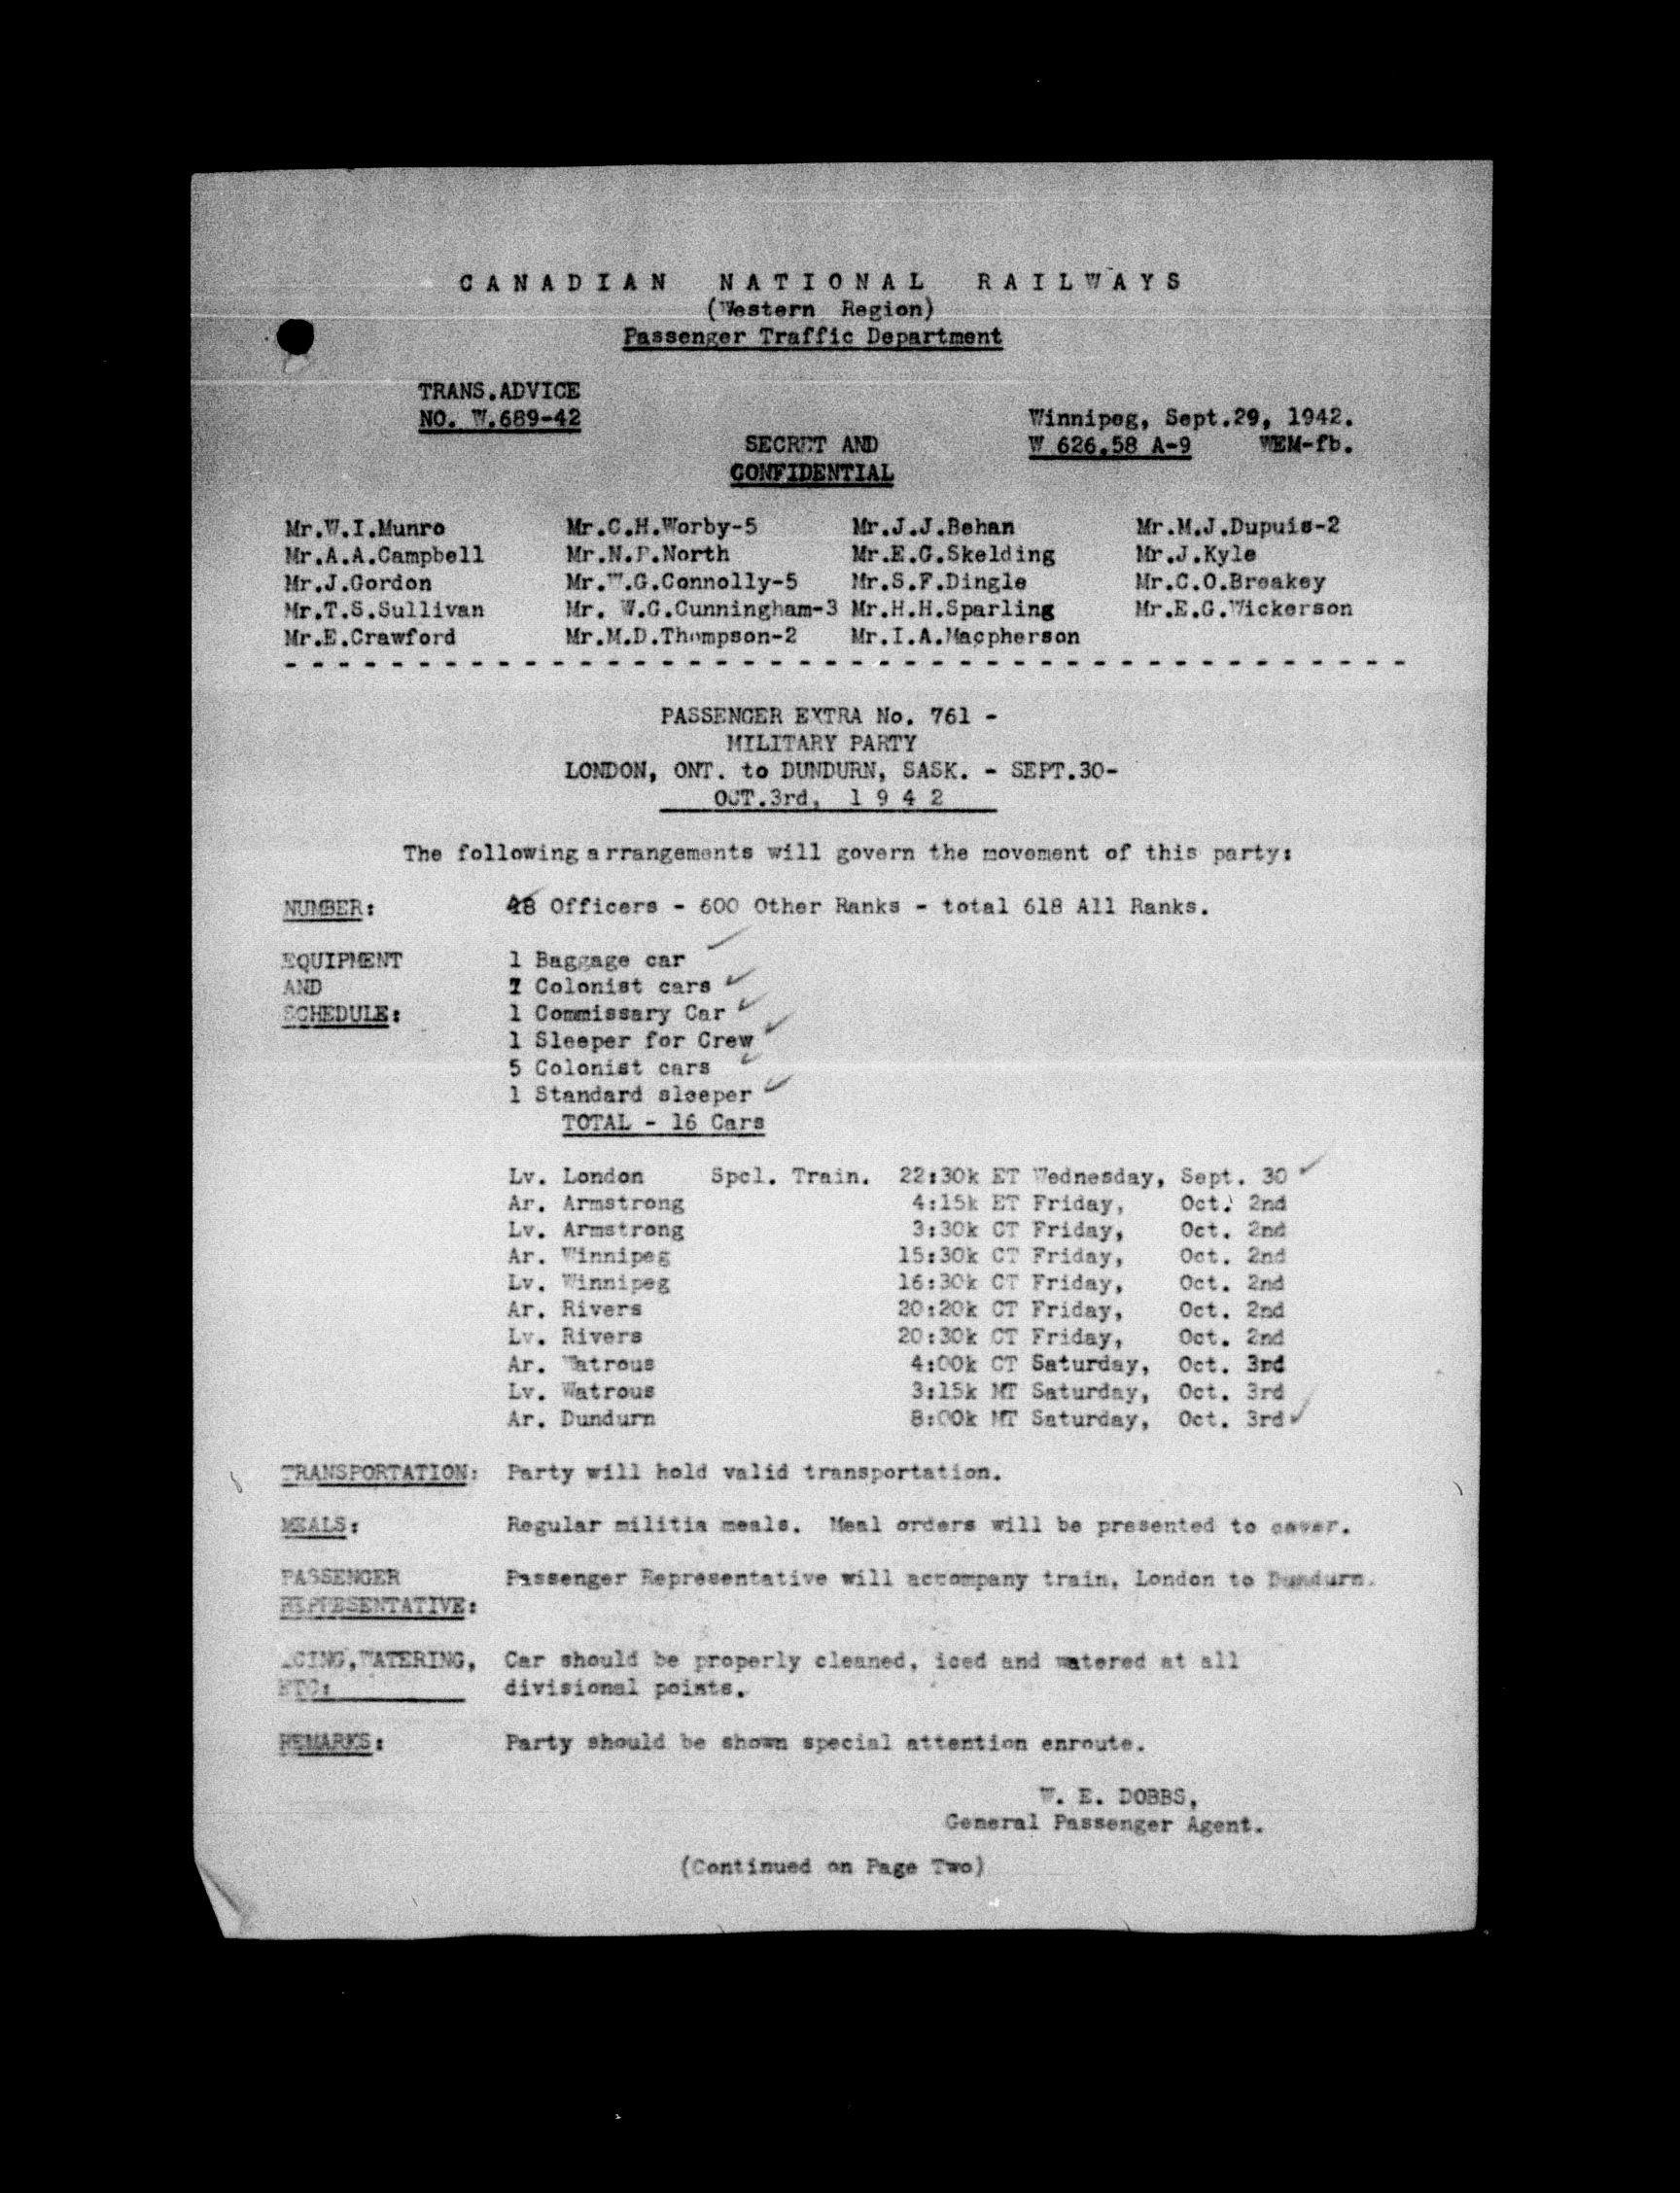 CANADIAN NATIONAL RAILWAYS
(Western Region)
Passenger Traffic Department
TRANS.ADVICE
NO. W.689-42
Winnipeg, Sept.29, 1942.
SECRET AND
W 626.58 A-9 WEM-fb.
CONFIDENTIAL
Mr.W.I.Munro Mr.C.H.Worby-5 Mr.J.J.Behan Mr.M.J.Dupuis-2
Mr.A.A.Campbell Mr.N.P.North Mr.E.G.Skelding Mr.J.Kyle
Mr.J.Gordon Mr.W.G.Connolly-5 Mr.S.F.Dingle Mr.C.O.Breakey
Mr.T.S.Sullivan Mr. W.G.Cunningham-3 Mr.H.H.Sparling Mr.E.G.Wickerson
Mr.E.Crawford Mr.M.D.Thompson-2 Mr.I.A.Macpherson
PASSENGER EXTRA No. 761 -
MILITARY PARTY
LONDON, ONT. to DUNDURN, SASK. - SEPT.30-
OCT.3rd, 1 9 4 2
The following arrangements will govern the movement of this party:
NUMBER: 18 Officers - 600 Other Ranks - total 618 All Ranks.
EQUIPMENT 1 Baggage car
AND 7 Colonist cars
SCHEDULE: 1 Commissary Car
1 Sleeper for Crew
5 Colonist cars
1 Standard sleeper
TOTAL - 16 Cars
Lv. London Spcl. Train. 22:30k ET Wednesday, Sept. 30
Ar. Armstrong 4:15k ET Friday, Oct. 2nd
Lv. Armstrong 3:30k CT Friday, Oct. 2nd
Ar. Winnipeg 15:30k CT Friday, Oct. 2nd
Lv. Winnipeg 16:30k CT Friday, Oct. 2nd
Ar. Rivers 20:20k CT Friday, Oct. 2nd
Lv. Rivers 20:30k CT Friday, Oct. 2nd
Ar. Watrous 4:00k CT Saturday, Oct. 3rd
Lv. Watrous 3:15k MT Saturday, Oct. 3rd
Ar. Dundurn 8:00k MT Saturday, Oct. 3rd
TRANSPORTATION: Party will hold valid transportation.
MEALS: Regular militia meals. Meal orders will be presented to cover.
PASSENGER Passenger Representative will accompany train, London to Dundurn.
REPRESENTATIVE:
ICING,WATERING, Car should be properly cleaned, iced and watered at all
ETC: divisional points.
REMARKS: Party should be shown special attention enroute.
W. E. DOBBS,
General Passenger Agent.
(Continued on Page Two)